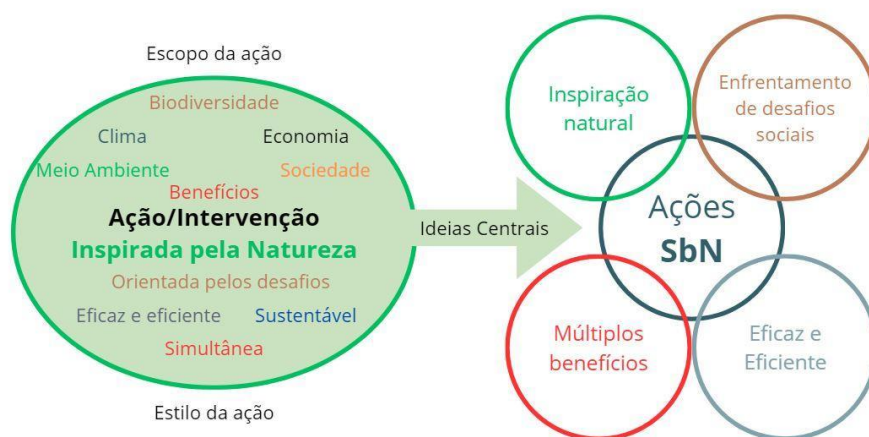 Escopo da ação
Biodiversidade
Clima
Economia
Meio Ambiente
Sociedade
Benefícios
Ação/Intervenção
Inspirada pela Natureza
Orientada pelos desafios
Eficaz e eficiente
Sustentável
Simultânea
Estilo da ação
Ideias Centrais
Inspiração
natural
Enfrentamento
de desafios
sociais
Ações
SbN
Múltiplos
benefícios
Eficaz e
Eficiente